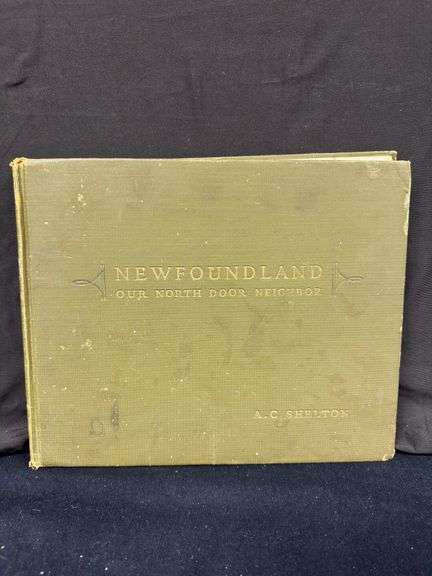 NEWFOUNDLAND
OUR NORTH DOOR NEIGHBOR
A. C SHELTON